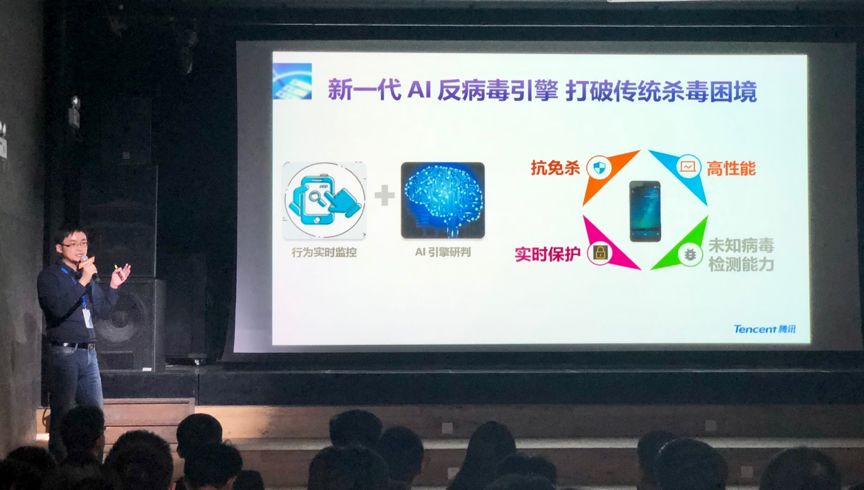 新一代 AI 反病毒引擎 打破传统杀毒困境
抗免杀
高性能
行为实时监控
AI 引擎研判
实时保护
未知病毒
检测能力
Tencent 腾讯